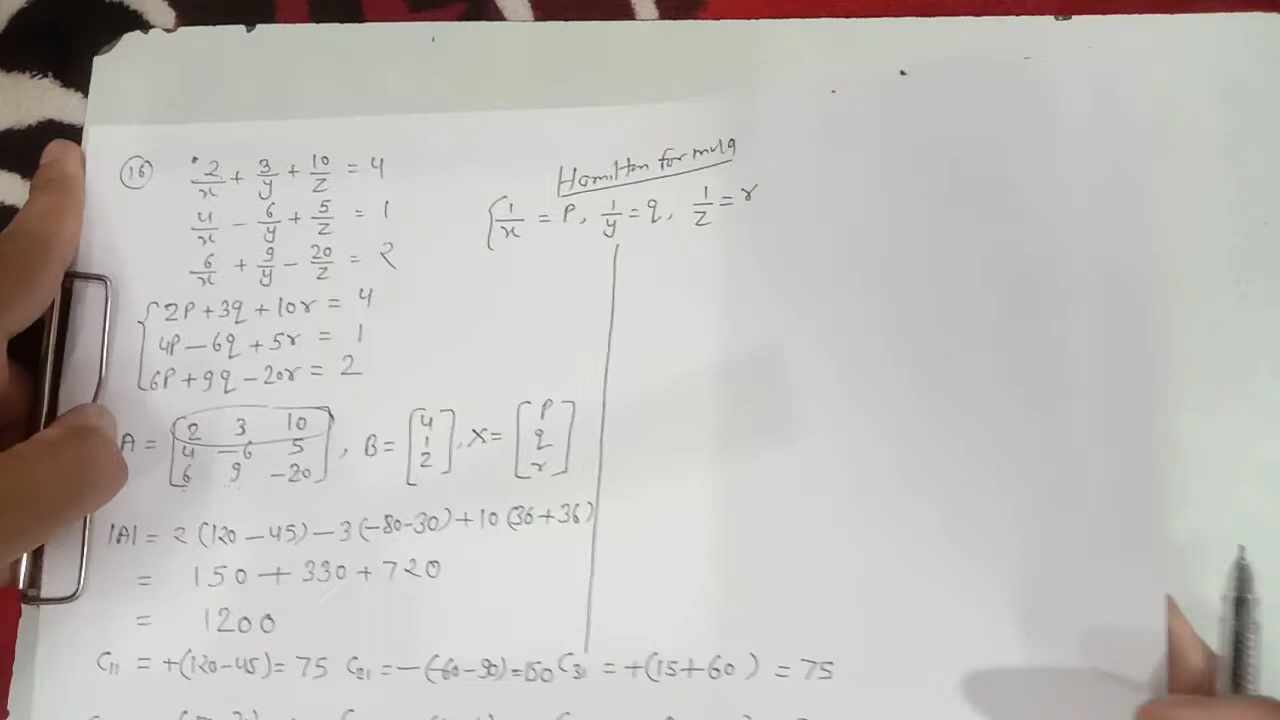 16 2/x + 3/y + 10/z = 4
4/x - 6/y + 5/z = 1
6/x + 9/y - 20/z = 2
Hamilton formula
{ 1/x = P, 1/y = q, 1/z = r
2P + 3q + 10r = 4
4P - 6q + 5r = 1
6P + 9q - 20r = 2
A = [2 3 10
4 -6 5
6 9 -20], B = [4 1 2], X = [P q r]
|A| = 2 (120 - 45) - 3 (-80 - 30) + 10 (36 + 36)
= 150 + 330 + 720
= 1200
C11 = +(120 - 45) = 75 C21 = -(-60 - 90) = 150 C31 = +(15 + 60) = 75